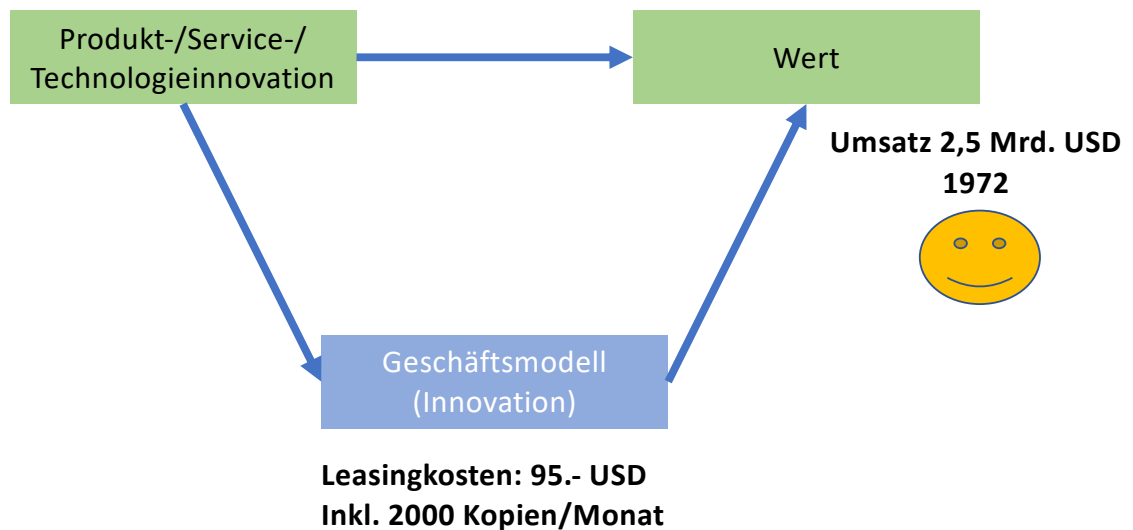 Produkt-/Service-/
Technologieinnovation
Wert
Umsatz 2,5 Mrd. USD
1972
Geschäftsmodell
(Innovation)
Leasingkosten: 95.- USD
Inkl. 2000 Kopien/Monat